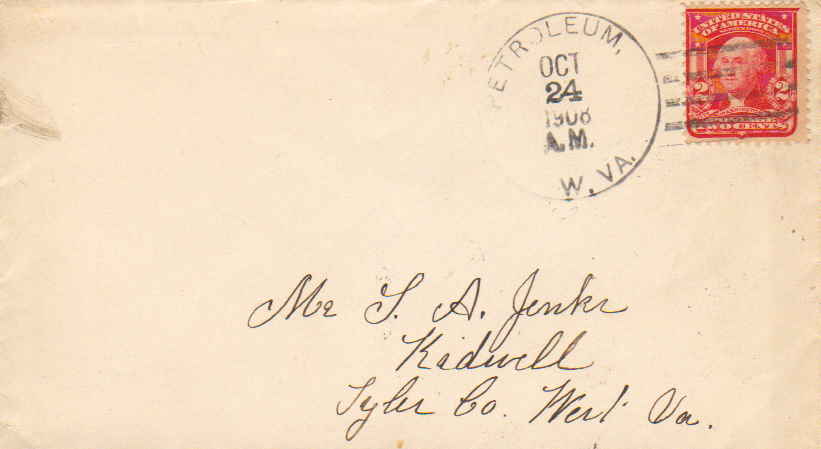 PETROLEUM,
OCT
24
1908
A.M.
W. VA.
UNITED STATES
OF AMERICA
2 2
TWO CENTS
Mr S. A. Jenks
Kidwell
Tyler Co. West Va.